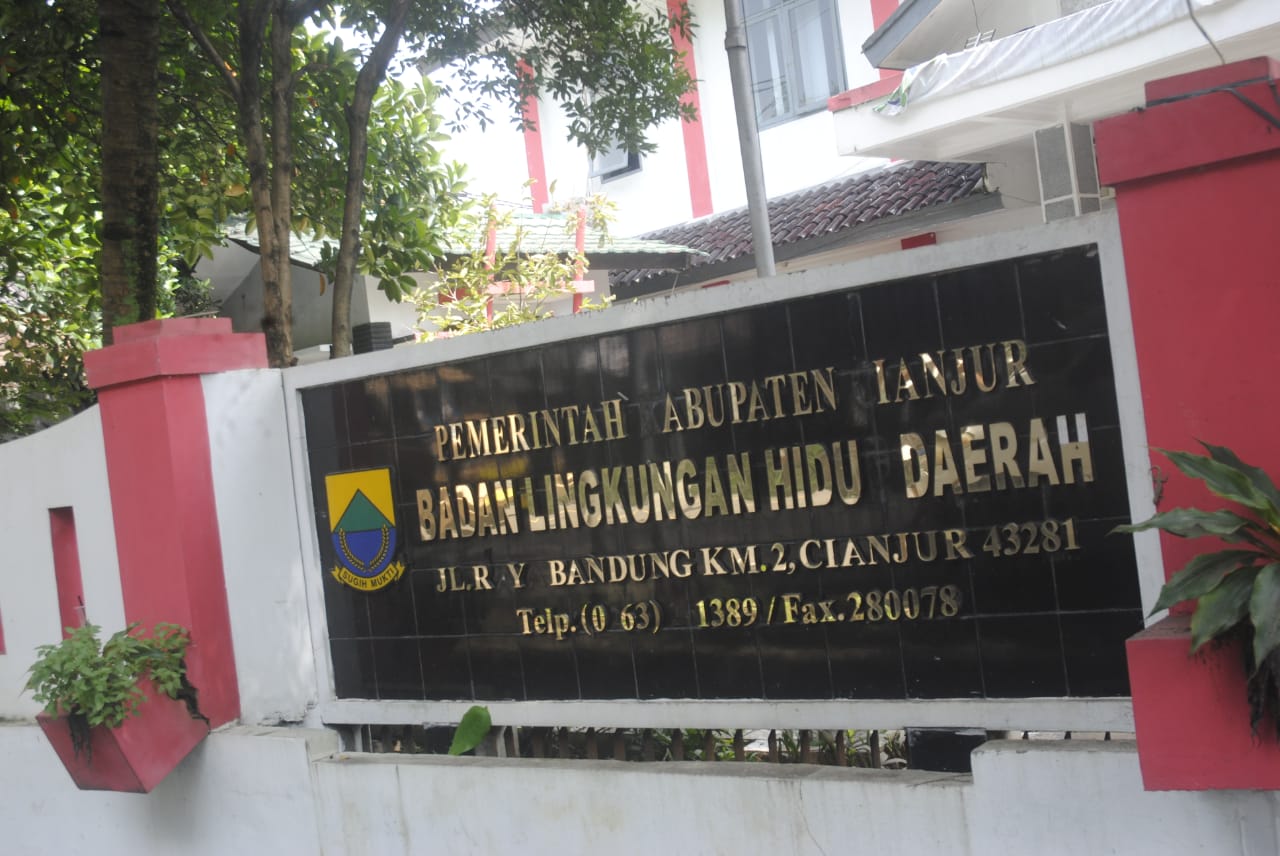 PEMERINTAH ABUPATEN IANJUR
BADAN LINGKUNGAN HIDU DAERAH
JL.R Y BANDUNG KM.2, CIANJUR 43281
Telp.(0 63) 1389/Fax.280078
SUGIH MUKTI